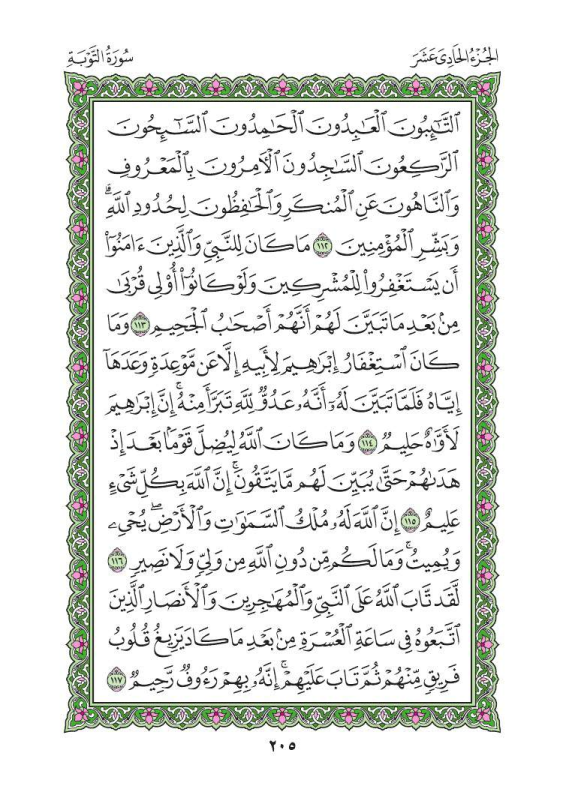 الجُزْءُ الحَادِي عَشَرَ
سُورَةُ التَّوْبَةِ
ٱلتَّـٰٓئِبُونَ ٱلْعَـٰبِدُونَ ٱلْحَـٰمِدُونَ ٱلسَّـٰٓئِحُونَ
ٱلرَّٰكِعُونَ ٱلسَّـٰجِدُونَ ٱلْـَٔامِرُونَ بِٱلْمَعْرُوفِ
وَٱلنَّاهُونَ عَنِ ٱلْمُنكَرِ وَٱلْحَـٰفِظُونَ لِحُدُودِ ٱللَّهِۗ
وَبَشِّرِ ٱلْمُؤْمِنِينَ ١١٢ مَا كَانَ لِلنَّبِىِّ وَٱلَّذِينَ ءَامَنُوٓا۟
أَن يَسْتَغْفِرُوا۟ لِلْمُشْرِكِينَ وَلَوْ كَانُوٓا۟ أُو۟لِى قُرْبَىٰ
مِنۢ بَعْدِ مَا تَبَيَّنَ لَهُمْ أَنَّهُمْ أَصْحَـٰبُ ٱلْجَحِيمِ ١١٣ وَمَا
كَانَ ٱسْتِغْفَارُ إِبْرَٰهِيمَ لِأَبِيهِ إِلَّا عَن مَّوْعِدَةٍ وَعَدَهَآ
إِيَّاهُ فَلَمَّا تَبَيَّنَ لَهُۥٓ أَنَّهُۥ عَدُوٌّ لِّلَّهِ تَبَرَّأَ مِنْهُۚ إِنَّ إِبْرَٰهِيمَ
لَأَوَّٰهٌ حَلِيمٌ ١١٤ وَمَا كَانَ ٱللَّهُ لِيُضِلَّ قَوْمًۢا بَعْدَ إِذْ
هَدَىٰهُمْ حَتَّىٰ يُبَيِّنَ لَهُم مَّا يَتَّقُونَۚ إِنَّ ٱللَّهَ بِكُلِّ شَىْءٍ
عَلِيمٌ ١١٥ إِنَّ ٱللَّهَ لَهُۥ مُلْكُ ٱلسَّمَـٰوَٰتِ وَٱلْأَرْضِۖ يُحْىِۦ
وَيُمِيتُۚ وَمَا لَكُم مِّن دُونِ ٱللَّهِ مِن وَلِىٍّ وَلَا نَصِيرٍ ١١٦
لَّقَد تَّابَ ٱللَّهُ عَلَى ٱلنَّبِىِّ وَٱلْمُهَـٰجِرِينَ وَٱلْأَنصَارِ ٱلَّذِينَ
ٱتَّبَعُوهُ فِى سَاعَةِ ٱلْعُسْرَةِ مِنۢ بَعْدِ مَا كَادَ يَزِيغُ قُلُوبُ
فَرِيقٍ مِّنْهُمْ ثُمَّ تَابَ عَلَيْهِمْۚ إِنَّهُۥ بِهِمْ رَءُوفٌ رَّحِيمٌ ١١٧
٢٠٥